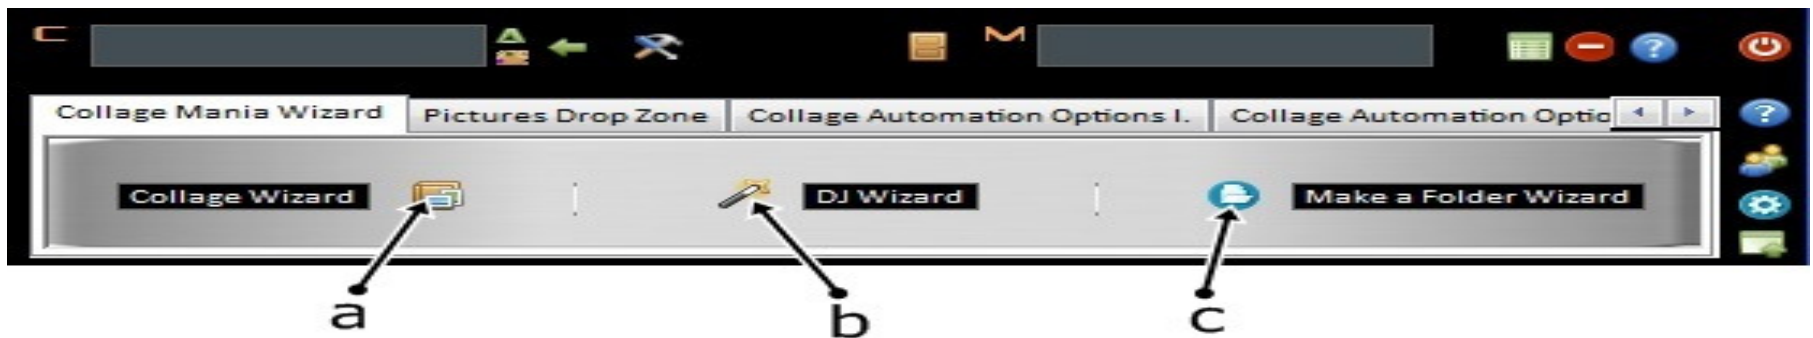 C M
Collage Mania Wizard Pictures Drop Zone Collage Automation Options I. Collage Automation Optio
Collage Wizard DJ Wizard Make a Folder Wizard
a b c